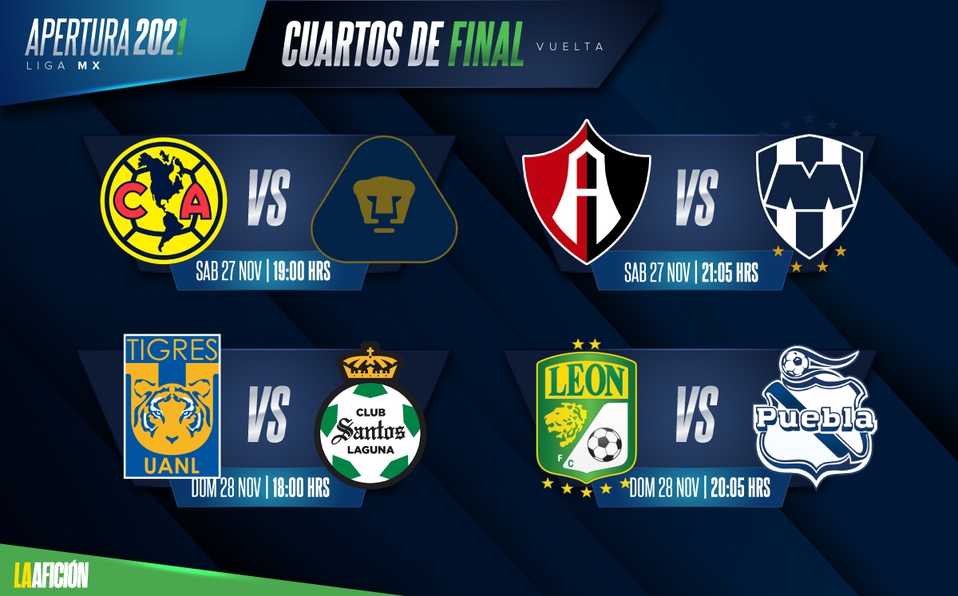 APERTURA 2021
LIGA MX
CUARTOS DE FINAL VUELTA
C A
VS
SAB 27 NOV | 19:00 HRS
A
VS
SAB 27 NOV | 21:05 HRS
TIGRES
UANL
VS
CLUB
Santos
LAGUNA
DOM 28 NOV | 18:00 HRS
LEON
F C
VS
Puebla
DOM 28 NOV | 20:05 HRS
LAAFICIÓN